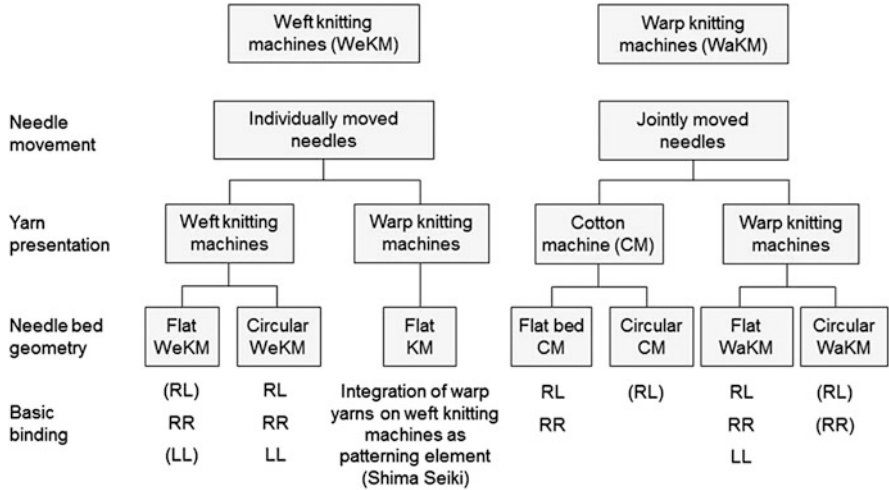 Weft knitting
machines (WeKM)
Warp knitting
machines (WaKM)
Needle
movement
Individually moved
needles
Jointly moved
needles
Yarn
presentation
Weft knitting
machines
Warp knitting
machines
Cotton
machine (CM)
Warp knitting
machines
Needle bed
geometry
Flat
WeKM
Circular
WeKM
Flat
KM
Flat bed
CM
Circular
CM
Flat
WaKM
Circular
WaKM
Basic
binding
(RL)
RR
(LL)
RL
RR
LL
Integration of warp
yarns on weft knitting
machines as
patterning element
(Shima Seiki)
RL
RR
(RL)
RL
RR
LL
(RL)
(RR)